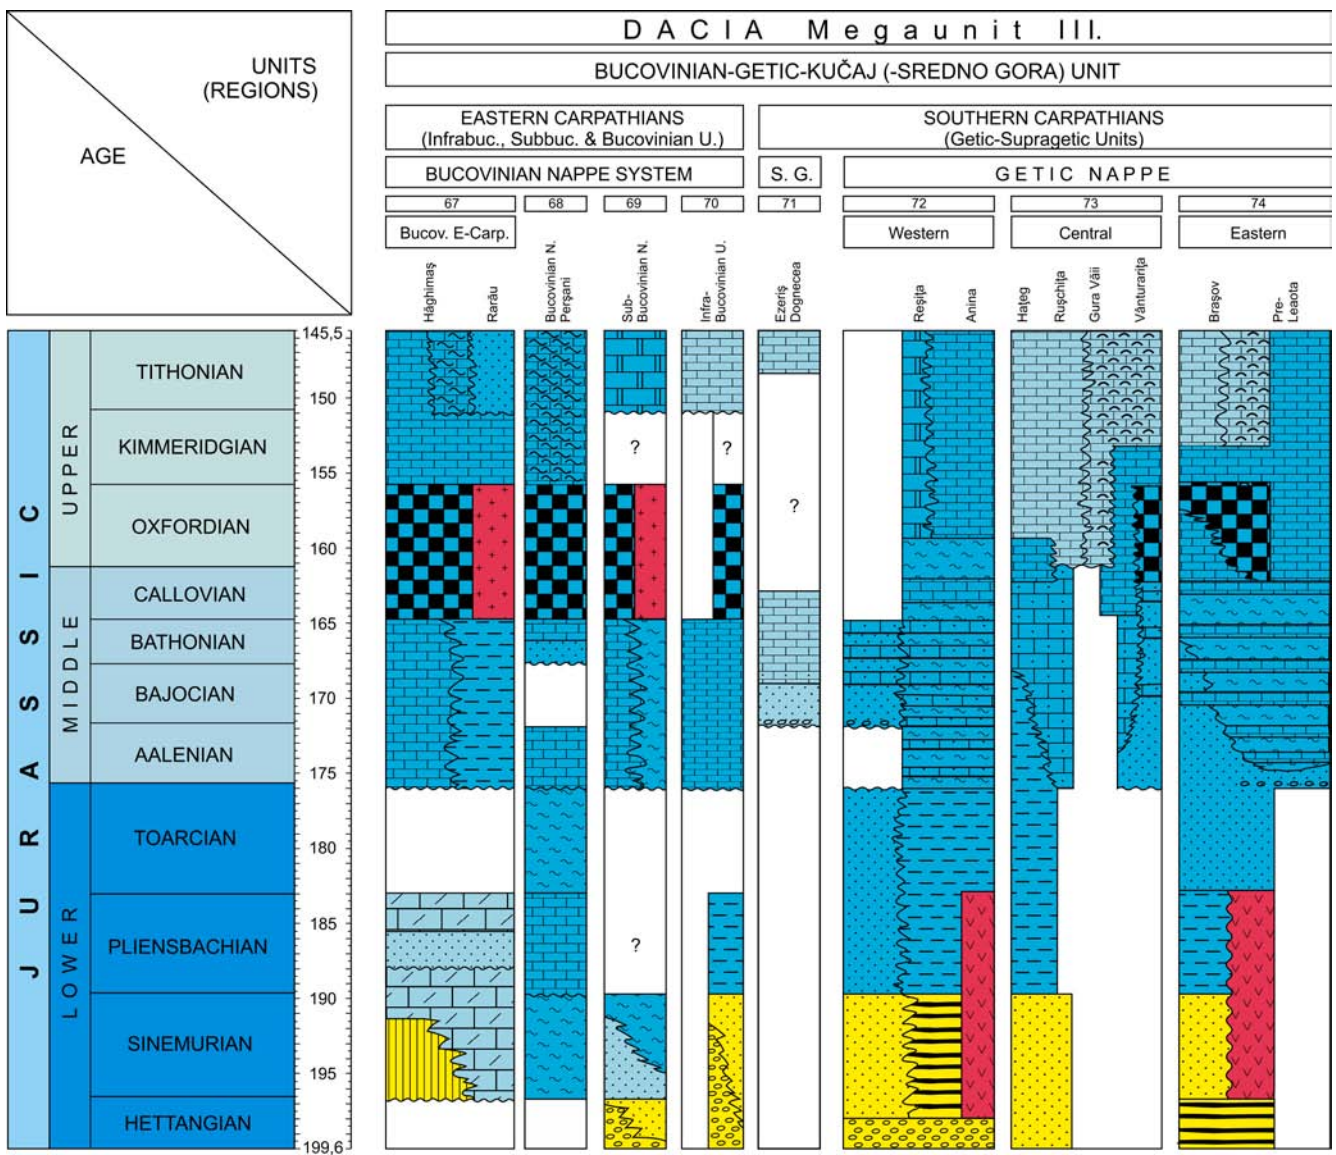 DACIA Megaunit III.
BUCOVINIAN-GETIC-KUČAJ (-SREDNO GORA) UNIT
UNITS
(REGIONS)
AGE
EASTERN CARPATHIANS
(Infrabuc., Subbuc. & Bucovinian U.)
SOUTHERN CARPATHIANS
(Getic-Supragetic Units)
BUCOVINIAN NAPPE SYSTEM
S. G.
GETIC NAPPE
67
68
69
70
71
72
73
74
Bucov. E-Carp.
Western
Central
Eastern
Hăghimaş
Rarău
Bucovinian N.
Perşani
Sub-
Bucovinian N.
Infra-
Bucovinian U.
Ezeriş
Dognecea
Reşiţa
Anina
Haţeg
Ruşchiţa
Gura Văii
Vânturariţa
Braşov
Pre-
Leaota
JURASSIC
UPPER
MIDDLE
LOWER
TITHONIAN
KIMMERIDGIAN
OXFORDIAN
CALLOVIAN
BATHONIAN
BAJOCIAN
AALENIAN
TOARCIAN
PLIENSBACHIAN
SINEMURIAN
HETTANGIAN
145,5
150
155
160
165
170
175
180
185
190
195
199,6
?
?
?
?